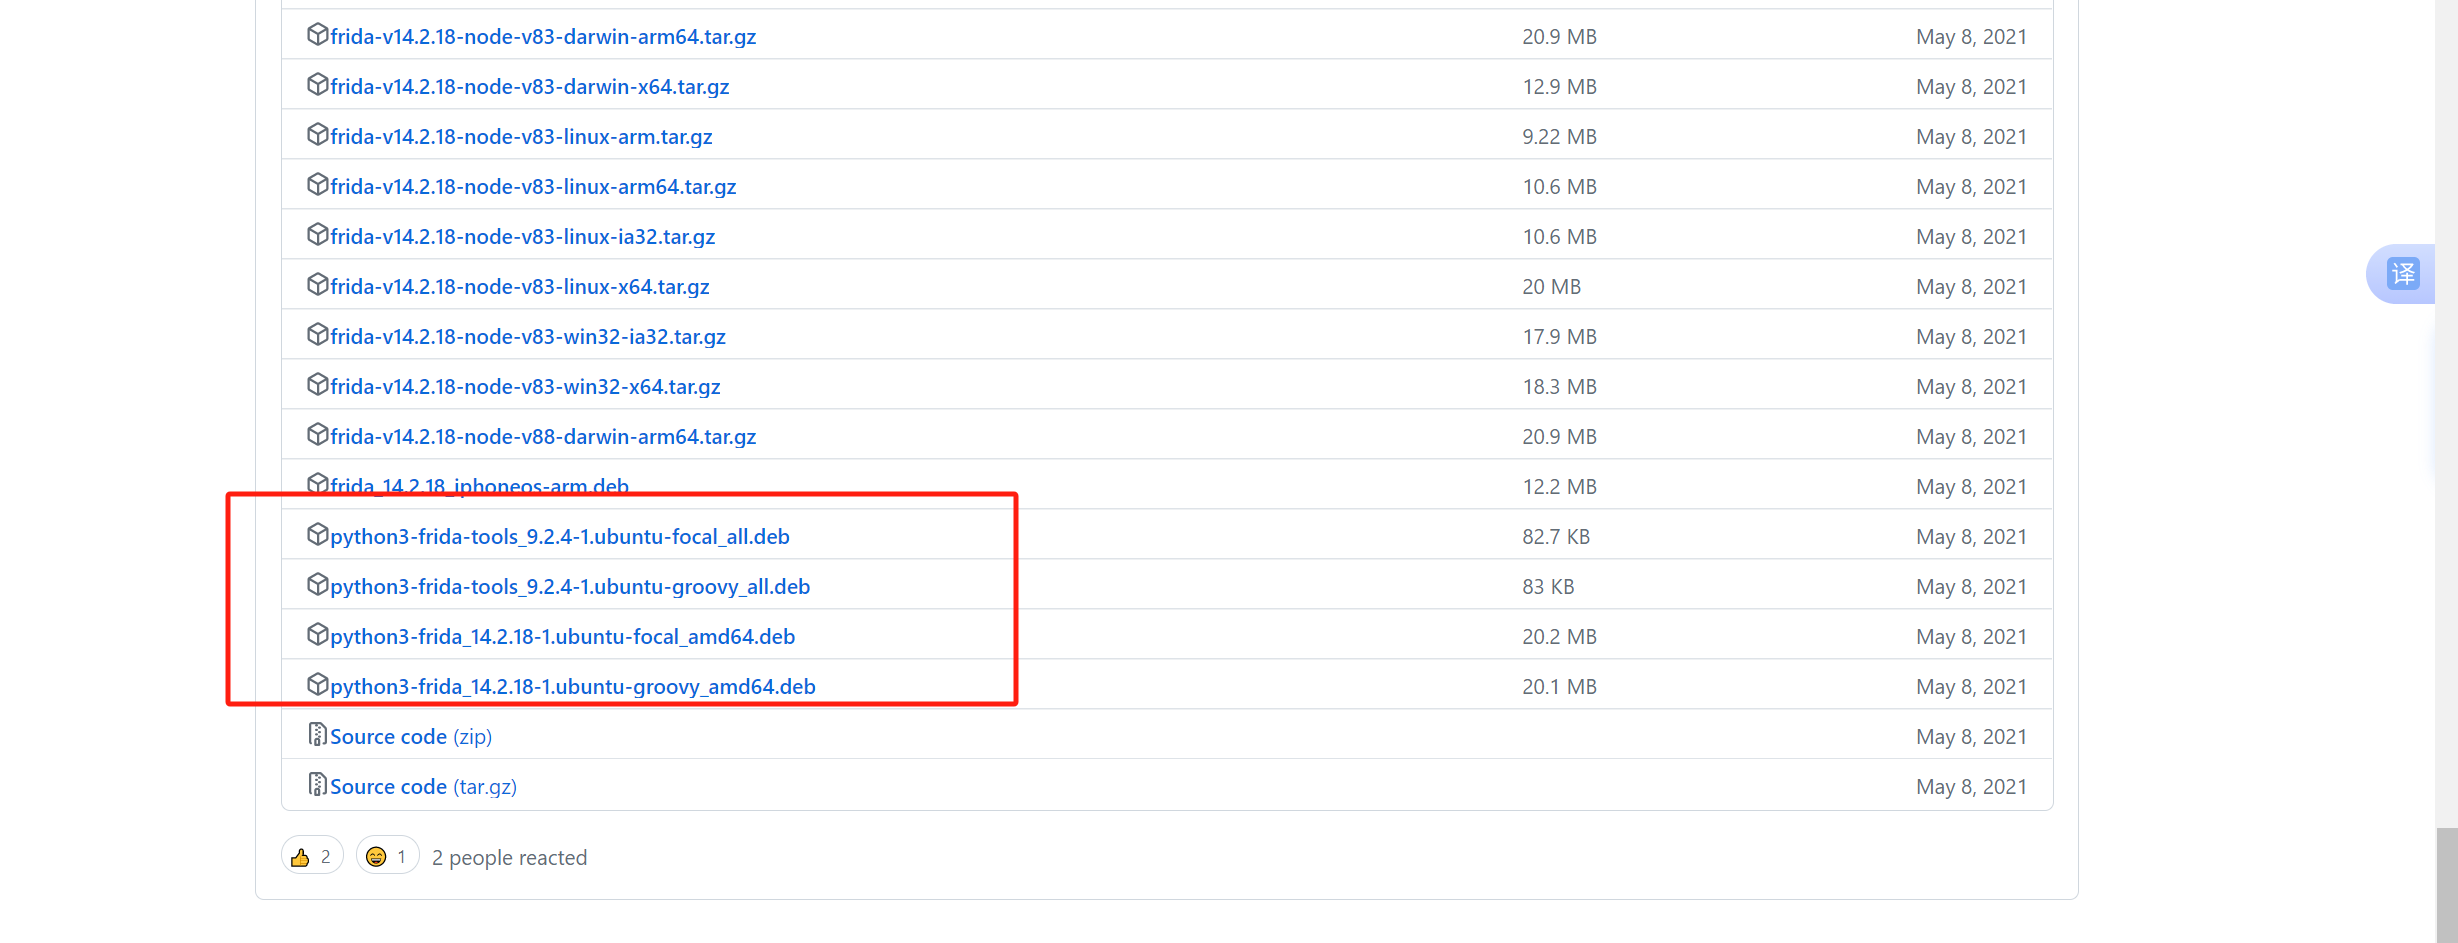 frida-v14.2.18-node-v83-darwin-arm64.tar.gz 20.9 MB May 8, 2021
frida-v14.2.18-node-v83-darwin-x64.tar.gz 12.9 MB May 8, 2021
frida-v14.2.18-node-v83-linux-arm.tar.gz 9.22 MB May 8, 2021
frida-v14.2.18-node-v83-linux-arm64.tar.gz 10.6 MB May 8, 2021
frida-v14.2.18-node-v83-linux-ia32.tar.gz 10.6 MB May 8, 2021
frida-v14.2.18-node-v83-linux-x64.tar.gz 20 MB May 8, 2021
译
frida-v14.2.18-node-v83-win32-ia32.tar.gz 17.9 MB May 8, 2021
frida-v14.2.18-node-v83-win32-x64.tar.gz 18.3 MB May 8, 2021
frida-v14.2.18-node-v88-darwin-arm64.tar.gz 20.9 MB May 8, 2021
frida_14.2.18_iphoneos-arm.deb 12.2 MB May 8, 2021
python3-frida-tools_9.2.4-1.ubuntu-focal_all.deb 82.7 KB May 8, 2021
python3-frida-tools_9.2.4-1.ubuntu-groovy_all.deb 83 KB May 8, 2021
python3-frida_14.2.18-1.ubuntu-focal_amd64.deb 20.2 MB May 8, 2021
python3-frida_14.2.18-1.ubuntu-groovy_amd64.deb 20.1 MB May 8, 2021
Source code (zip) May 8, 2021
Source code (tar.gz) May 8, 2021
2 1 2 people reacted